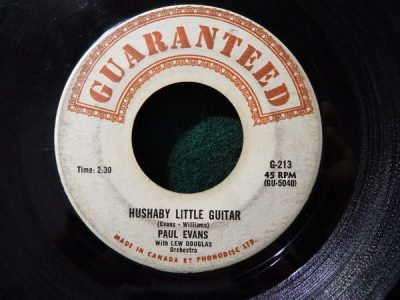 GUARANTEED
Time: 2:30
G-213
45 RPM
(GU-5040)
HUSHABY LITTLE GUITAR
(Evans - Williams)
PAUL EVANS
With LEW DOUGLAS
Orchestra
MADE IN CANADA BY PHONODISC LTD.